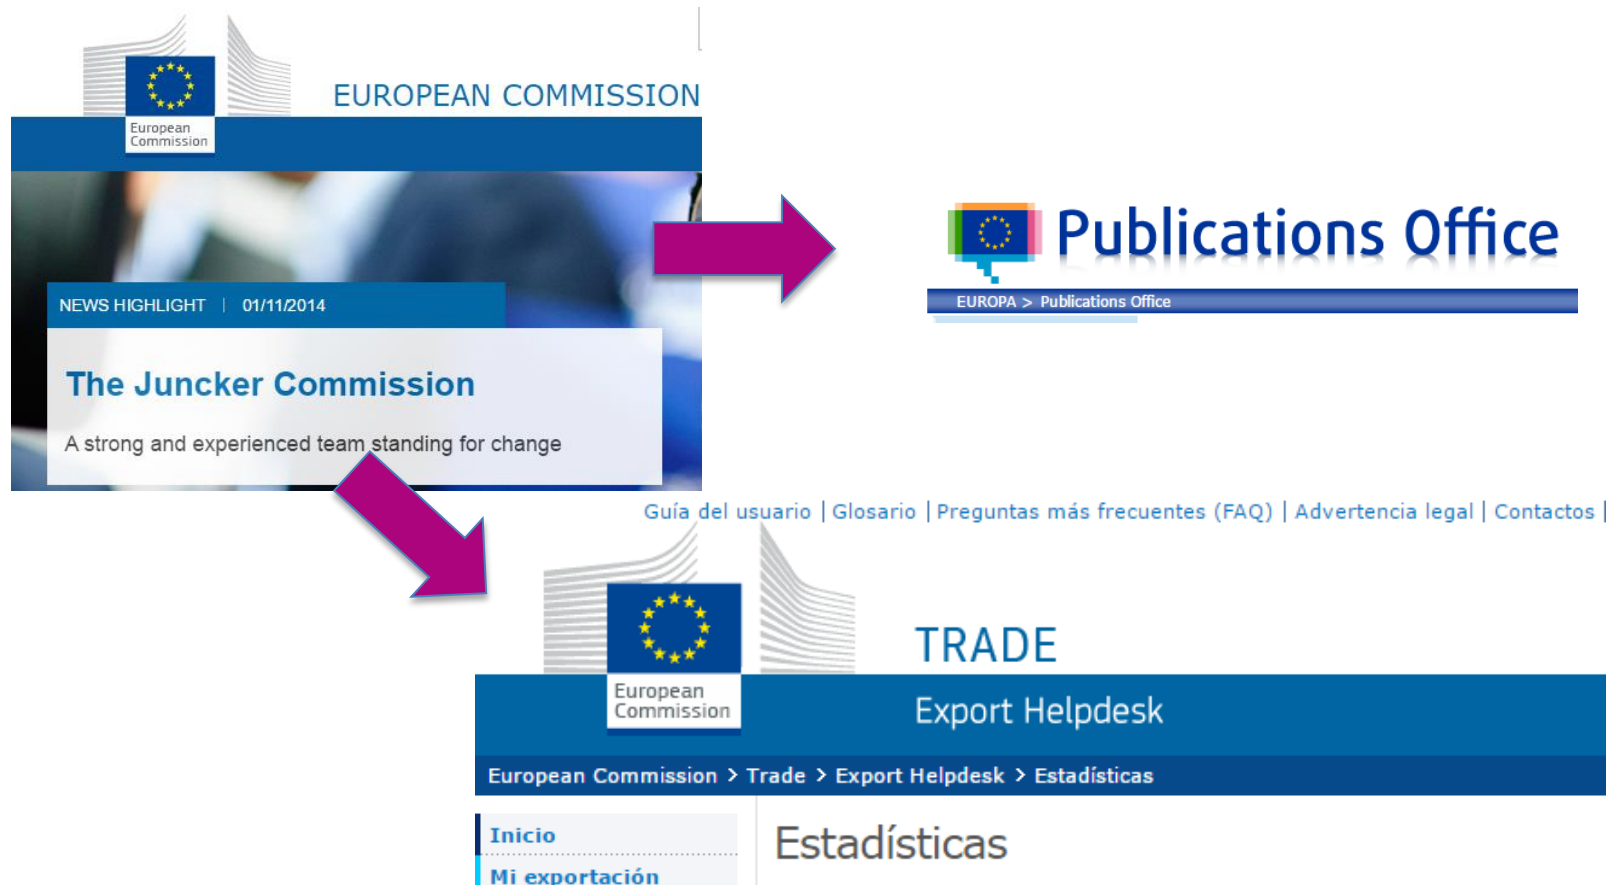 European
Commission
EUROPEAN COMMISSION
NEWS HIGHLIGHT | 01/11/2014
The Juncker Commission
A strong and experienced team standing for change
Publications Office
EUROPA > Publications Office
Guía del usuario | Glosario | Preguntas más frecuentes (FAQ) | Advertencia legal | Contactos |
European
Commission
TRADE
Export Helpdesk
European Commission > Trade > Export Helpdesk > Estadísticas
Inicio
Mi exportación
Estadísticas